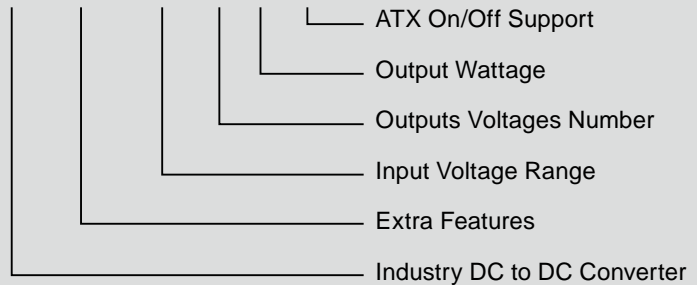 ATX On/Off Support
Output Wattage
Outputs Voltages Number
Input Voltage Range
Extra Features
Industry DC to DC Converter